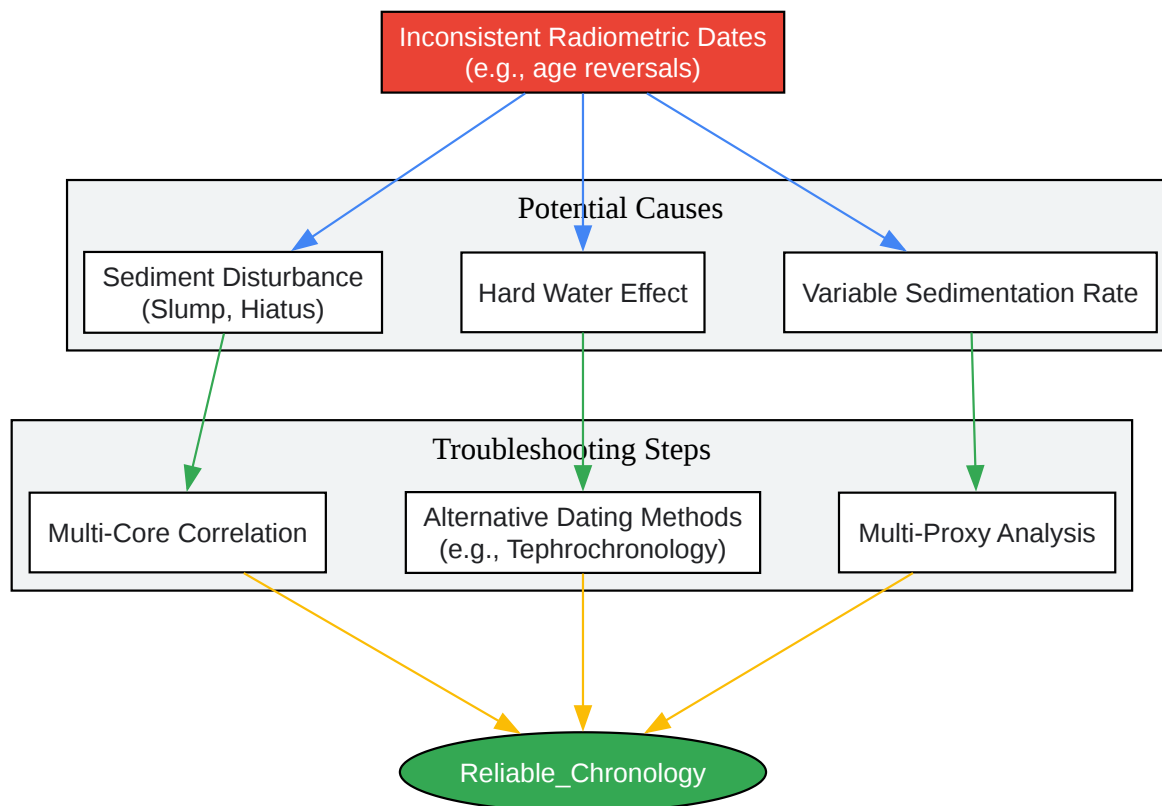 Inconsistent Radiometric Dates
(e.g., age reversals)
Potential Causes
Sediment Disturbance
(Slump, Hiatus)
Hard Water Effect
Variable Sedimentation Rate
Troubleshooting Steps
Multi-Core Correlation
Alternative Dating Methods
(e.g., Tephrochronology)
Multi-Proxy Analysis
Reliable_Chronology